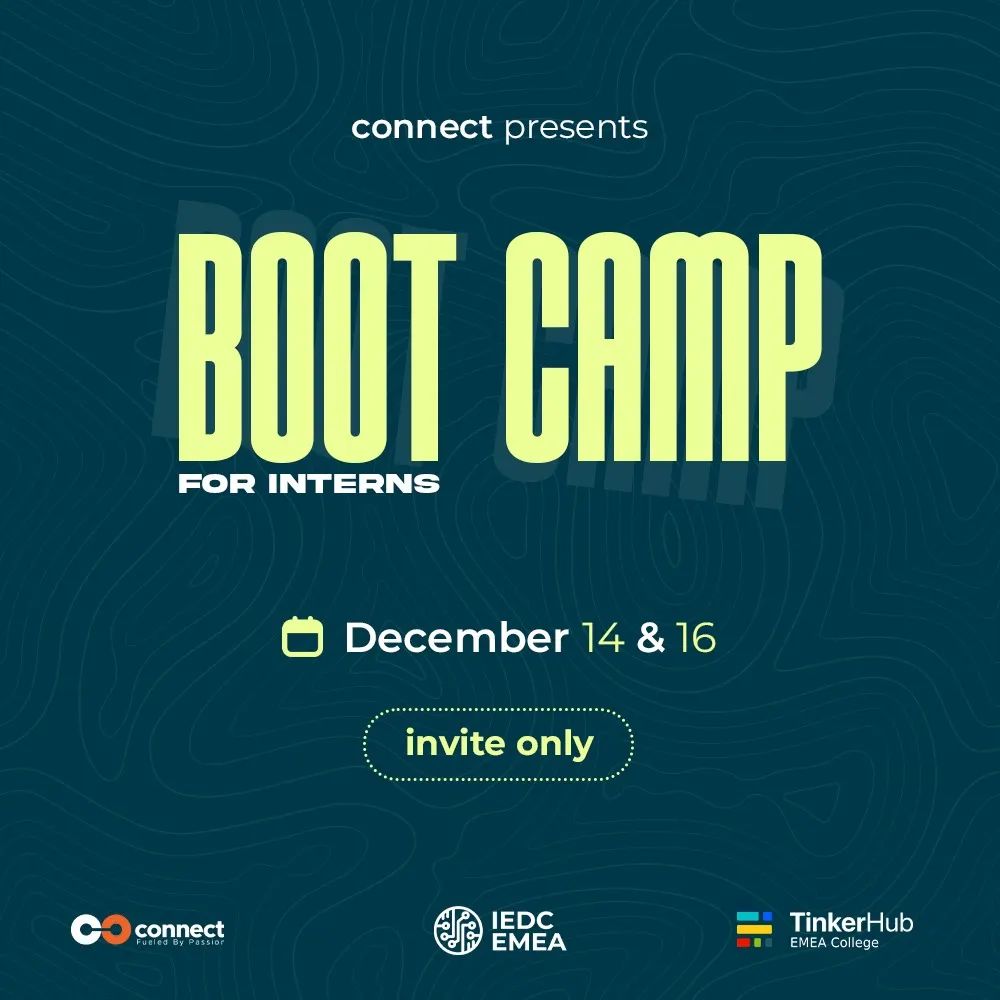 connect presents
BOOT CAMP
FOR INTERNS
December 14 & 16
invite only
connect
Fueled By Passion
IEDC
EMEA
TinkerHub
EMEA College